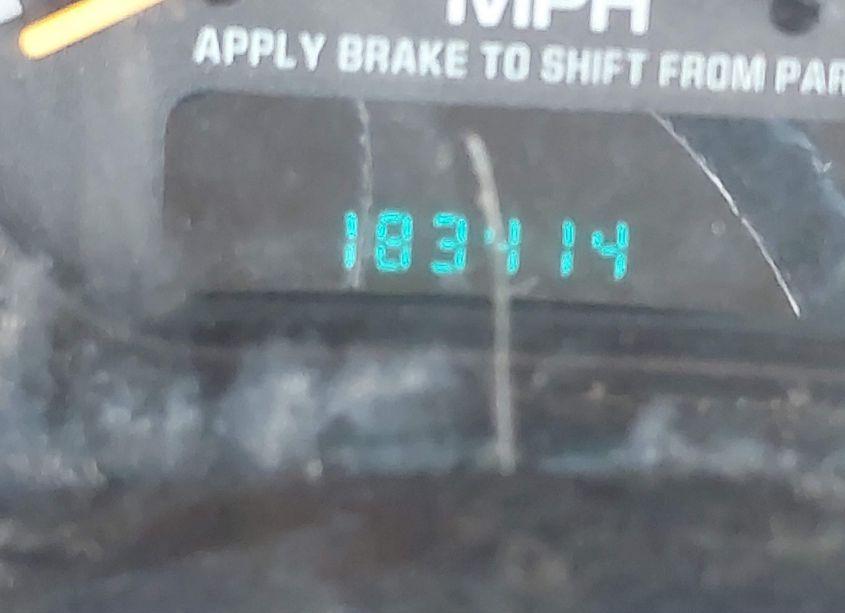 MPH
APPLY BRAKE TO SHIFT FROM PAR
183414